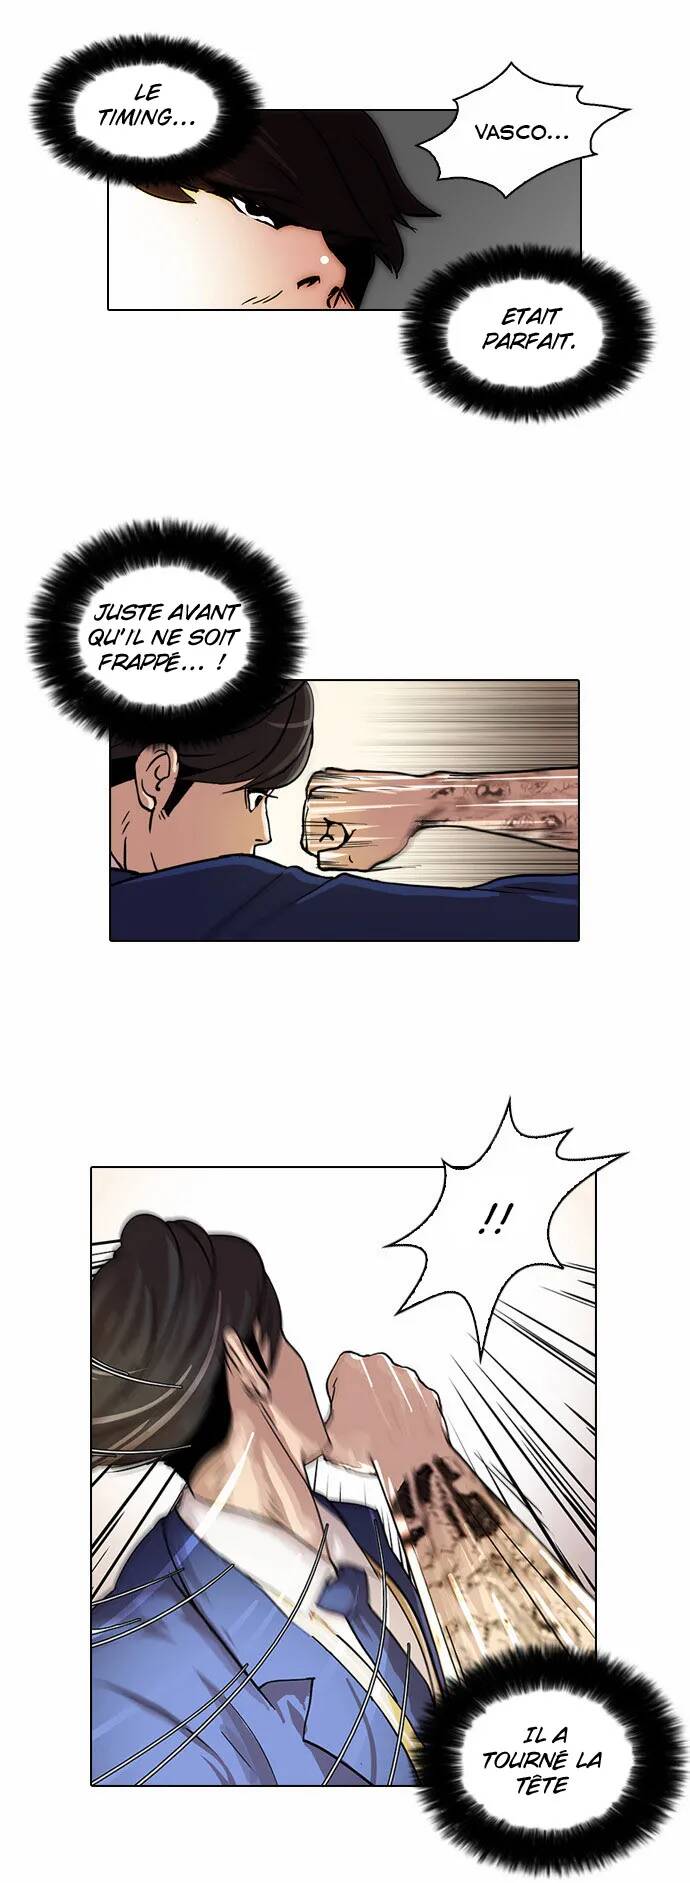 LE
TIMING...
VASCO...
ETAIT
PARFAIT.
JUSTE AVANT
QU'IL NE SOIT
FRAPPÉ... !
!!
IL A
TOURNÉ LA
TÊTE